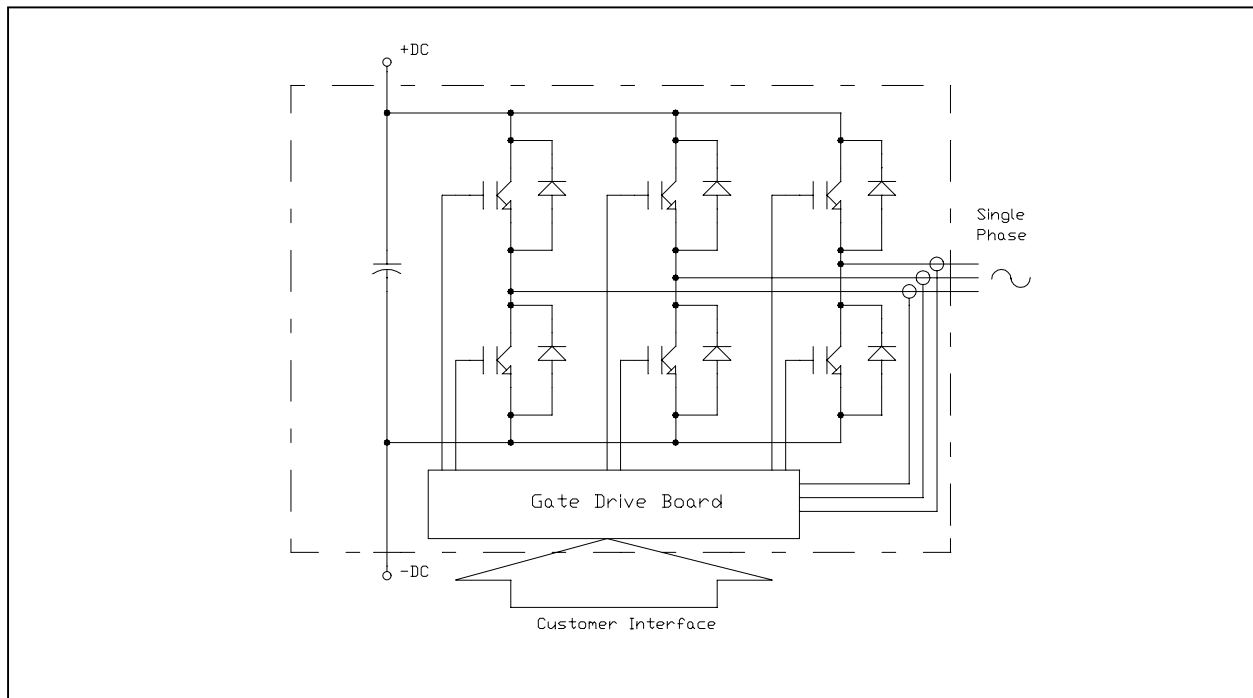 +DC
Single
Phase
Gate Drive Board
-DC
Customer Interface